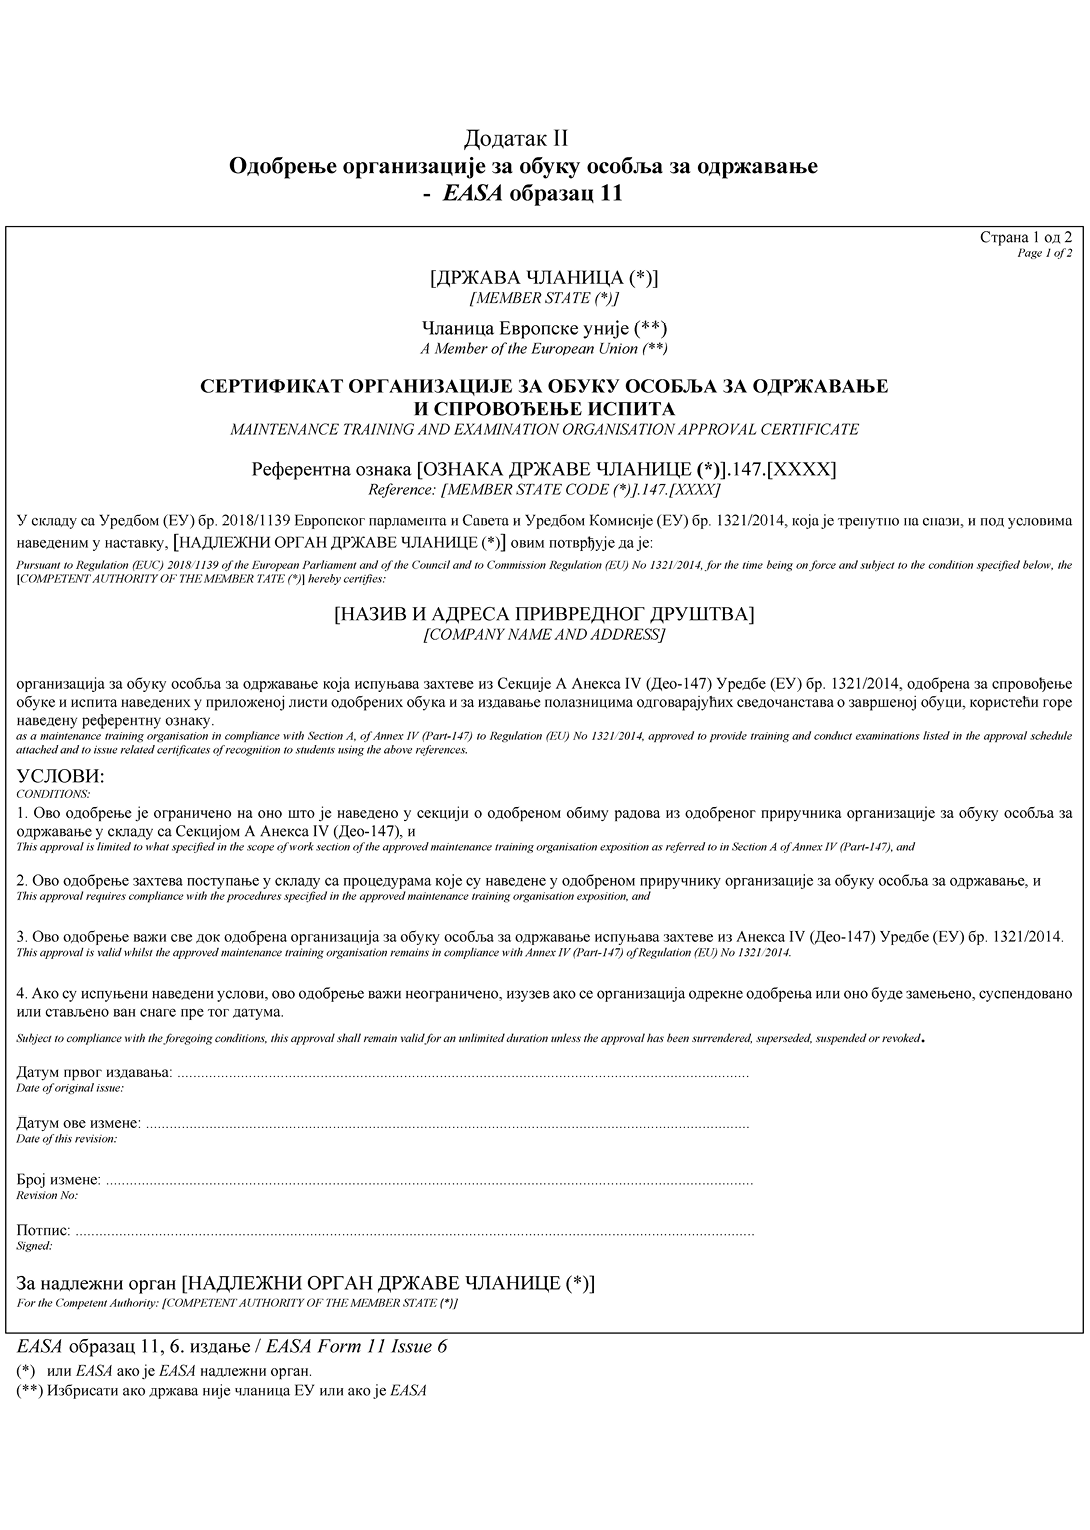 Додатак II
Одобрење организације за обуку особља за одржавање
- EASA образац 11
Страна 1 од 2
Page 1 of 2
[ДРЖАВА ЧЛАНИЦА (*)]
[MEMBER STATE (*)]
Чланица Европске уније (**)
A Member of the European Union (**)
СЕРТИФИКАТ ОРГАНИЗАЦИЈЕ ЗА ОБУКУ ОСОБЉА ЗА ОДРЖАВАЊЕ
И СПРОВОЂЕЊЕ ИСПИТА
MAINTENANCE TRAINING AND EXAMINATION ORGANISATION APPROVAL CERTIFICATE
Референтна ознака [ОЗНАКА ДРЖАВЕ ЧЛАНИЦЕ (*)].147.[XXXX]
Reference: [MEMBER STATE CODE (*)].147.[XXXX]
У складу са Уредбом (ЕУ) бр. 2018/1139 Европског парламента и Савета и Уредбом Комисије (ЕУ) бр. 1321/2014, која је тренутно на снази, и под условима
наведеним у наставку, [НАДЛЕЖНИ ОРГАН ДРЖАВЕ ЧЛАНИЦЕ (*)] овим потврђује да је:
Pursuant to Regulation (EUC) 2018/1139 of the European Parliament and of the Council and to Commission Regulation (EU) No 1321/2014, for the time being on force and subject to the condition specified below, the
[COMPETENT AUTHORITY OF THE MEMBER TATE (*)] hereby certifies:
[НАЗИВ И АДРЕСА ПРИВРЕДНОГ ДРУШТВА]
[COMPANY NAME AND ADDRESS]
организација за обуку особља за одржавање која испуњава захтеве из Секције А Анекса IV (Део-147) Уредбе (ЕУ) бр. 1321/2014, одобрена за спровођење
обуке и испита наведених у приложеној листи одобрених обука и за издавање полазницима одговарајућих сведочанстава о завршеној обуци, користећи горе
наведену референтну ознаку.
as a maintenance training organisation in compliance with Section A, of Annex IV (Part-147) to Regulation (EU) No 1321/2014, approved to provide training and conduct examinations listed in the approval schedule
attached and to issue related certificates of recognition to students using the above references.
УСЛОВИ:
CONDITIONS:
1. Ово одобрење је ограничено на оно што је наведено у секцији о одобреном обиму радова из одобреног приручника организације за обуку особља за
одржавање у складу са Секцијом А Анекса IV (Део-147), и
This approval is limited to what specified in the scope of work section of the approved maintenance training organisation exposition as referred to in Section A of Annex IV (Part-147), and
2. Ово одобрење захтева поступање у складу са процедурама које су наведене у одобреном приручнику организације за обуку особља за одржавање, и
This approval requires compliance with the procedures specified in the approved maintenance training organisation exposition, and
3. Ово одобрење важи све док одобрена организација за обуку особља за одржавање испуњава захтеве из Анекса IV (Део-147) Уредбе (ЕУ) бр. 1321/2014.
This approval is valid whilst the approved maintenance training organisation remains in compliance with Annex IV (Part-147) of Regulation (EU) No 1321/2014.
4. Ако су испуњени наведени услови, ово одобрење важи неограничено, изузев ако се организација одрекне одобрења или оно буде замењено, суспендовано
или стављено ван снаге пре тог датума.
Subject to compliance with the foregoing conditions, this approval shall remain valid for an unlimited duration unless the approval has been surrendered, superseded, suspended or revoked.
Датум првог издавања: ................................................................................................................................................
Date of original issue:
Датум ове измене: ........................................................................................................................................................
Date of this revision:
Број измене: ...................................................................................................................................................................
Revision No:
Потпис: ...........................................................................................................................................................................
Signed:
За надлежни орган [НАДЛЕЖНИ ОРГАН ДРЖАВЕ ЧЛАНИЦЕ (*)]
For the Competent Authority: [COMPETENT AUTHORITY OF THE MEMBER STATE (*)]
EASA образац 11, 6. издање / EASA Form 11 Issue 6
(*) или EASA ако је EASA надлежни орган.
(**) Избрисати ако држава није чланица ЕУ или ако је EASA